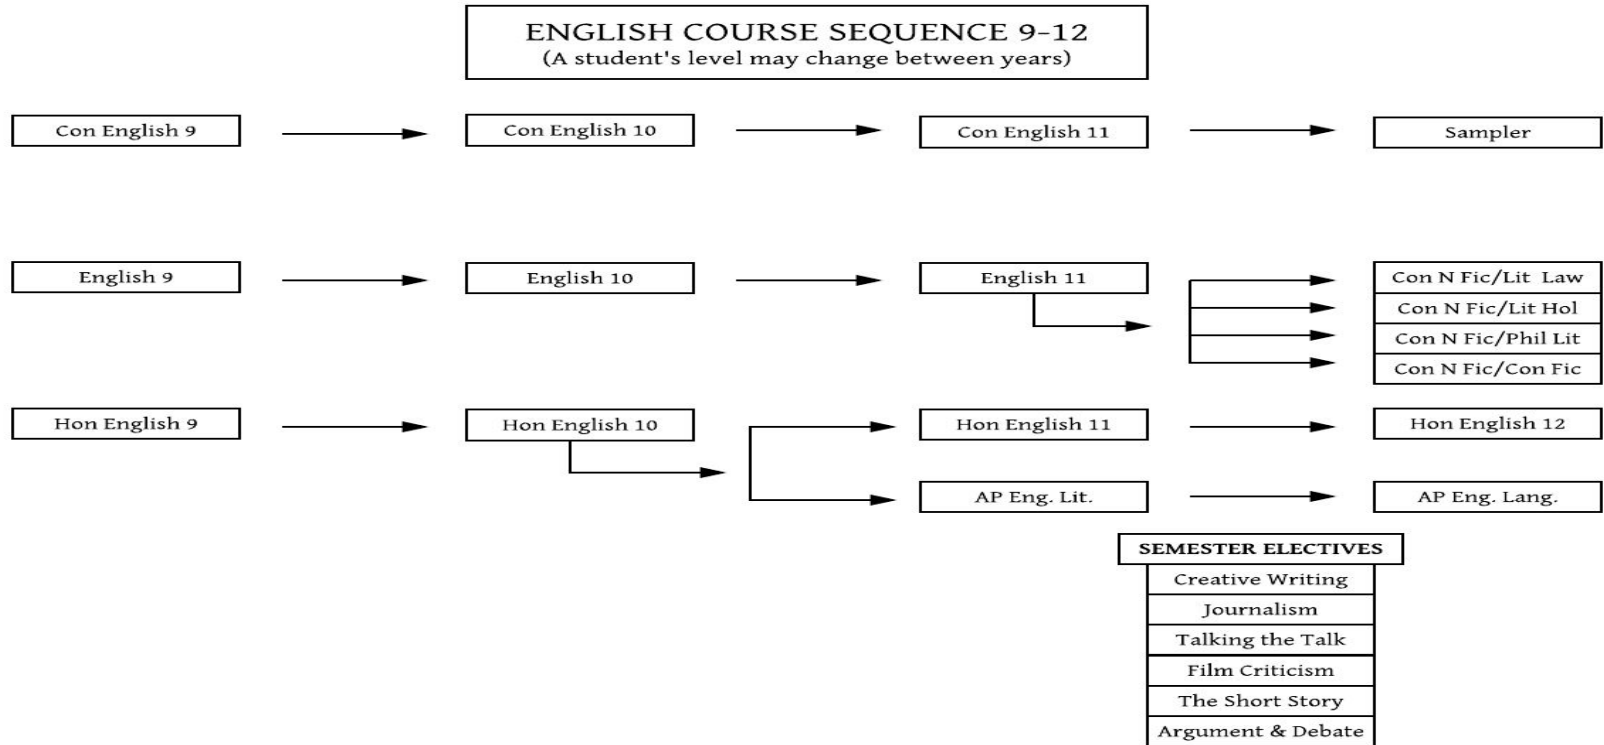 ENGLISH COURSE SEQUENCE 9-12
(A student's level may change between years)
Con English 9
Con English 10
Con English 11
Sampler
English 9
English 10
English 11
Con N Fic/Lit Law
Con N Fic/Lit Hol
Con N Fic/Phil Lit
Con N Fic/Con Fic
Hon English 9
Hon English 10
Hon English 11
Hon English 12
AP Eng. Lit.
AP Eng. Lang.
SEMESTER ELECTIVES
Creative Writing
Journalism
Talking the Talk
Film Criticism
The Short Story
Argument & Debate